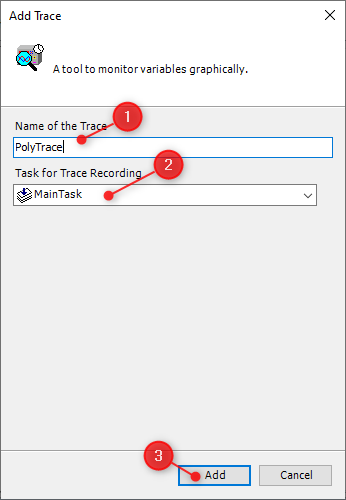 Add Trace
A tool to monitor variables graphically.
1
Name of the Trace
PolyTrace
2
Task for Trace Recording
MainTask
3
Add
Cancel